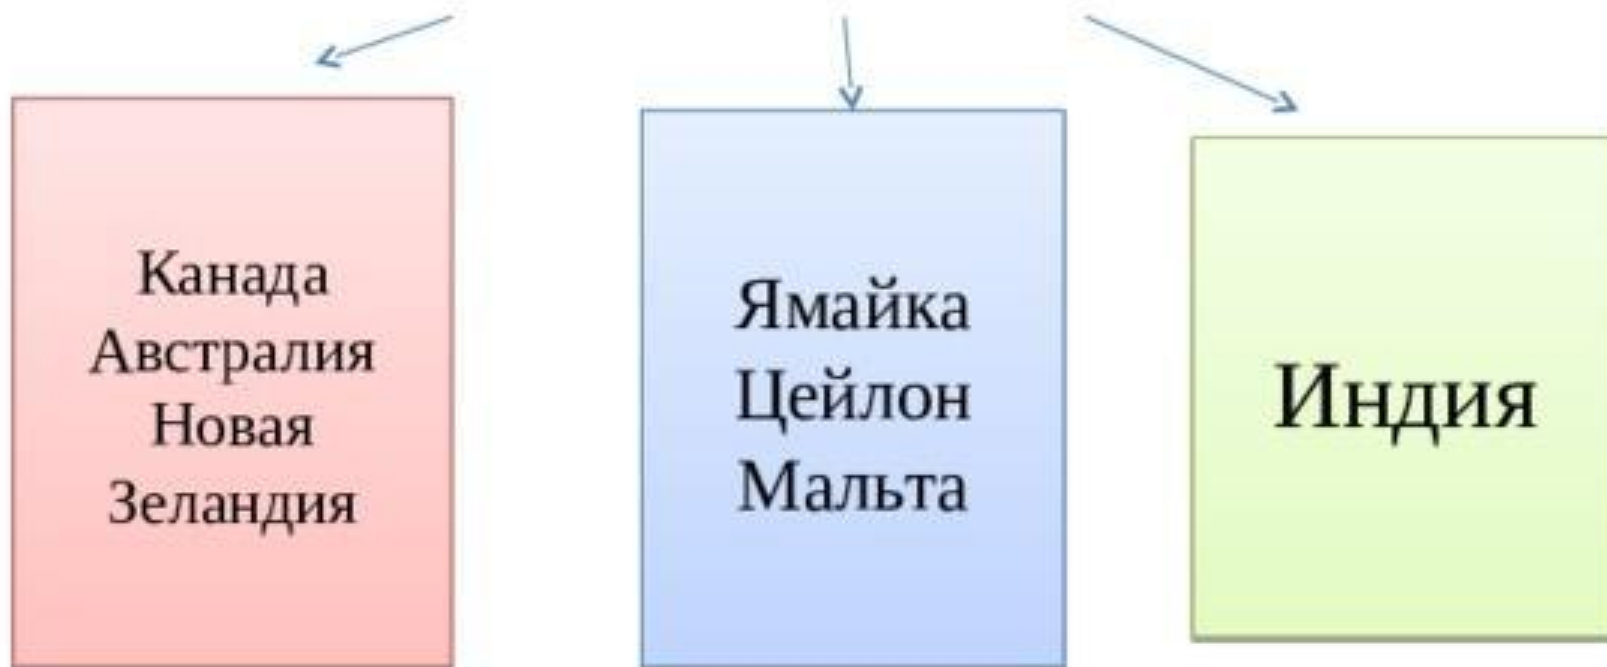 Канада
Австралия
Новая
Зеландия
Ямайка
Цейлон
Мальта
Индия